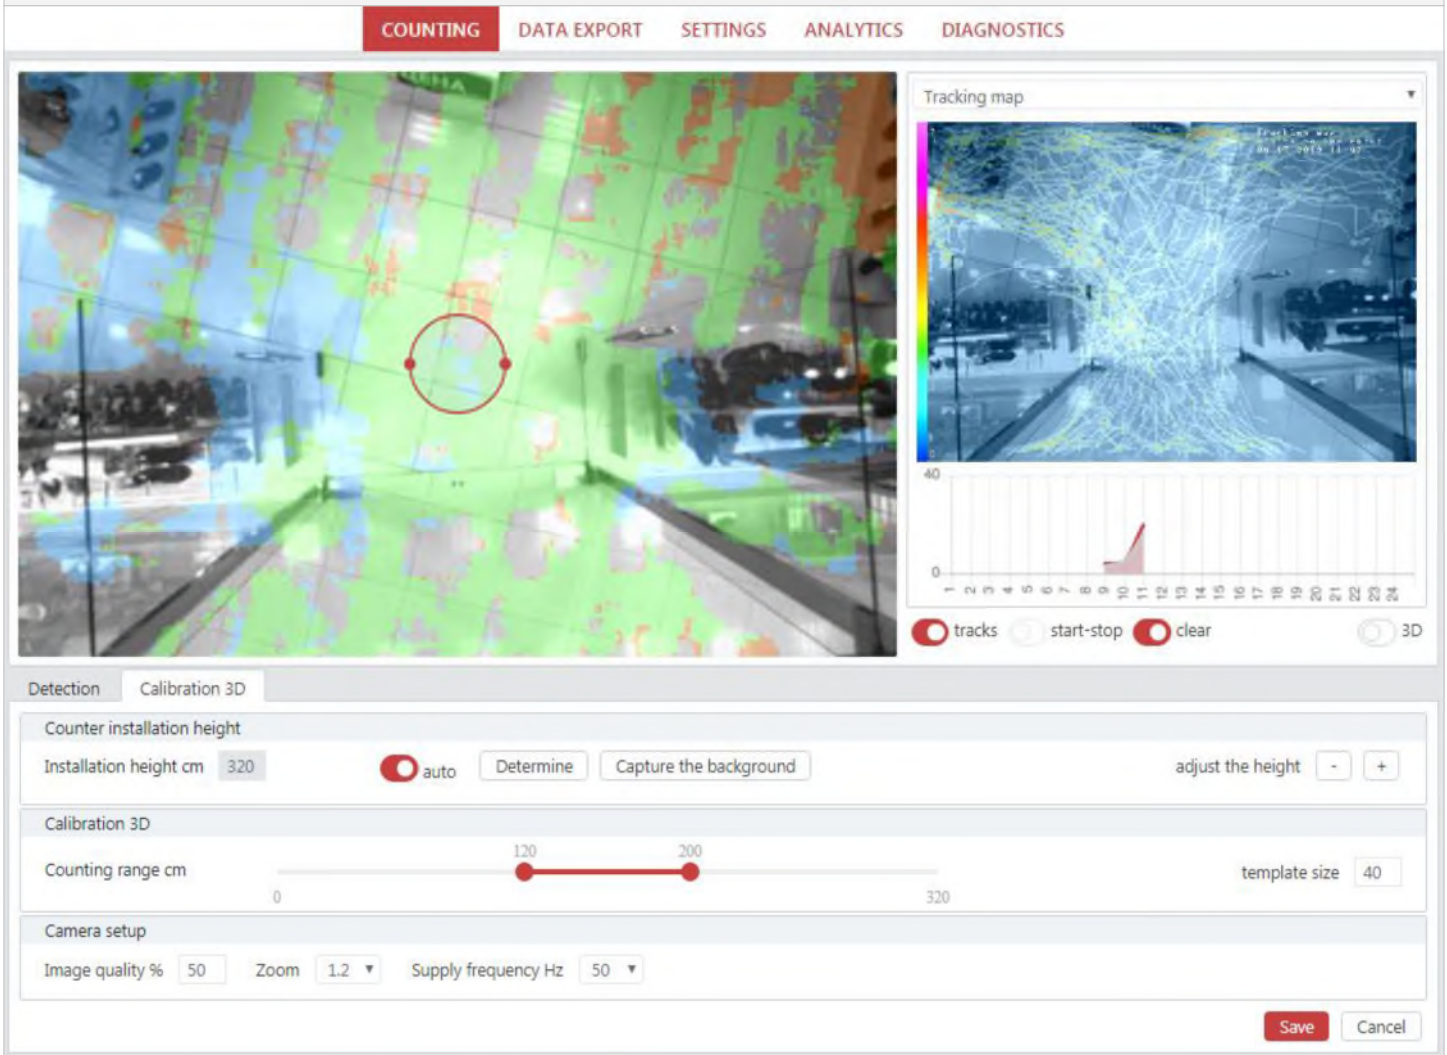 COUNTING DATA EXPORT SETTINGS ANALYTICS DIAGNOSTICS
Tracking map
40
0
1 2 3 4 5 6 7 8 9 10 11 12 13 14 15 16 17 18 19 20 21 22 23 24
tracks start-stop clear 3D
Detection Calibration 3D
Counter installation height
Installation height cm 320 auto Determine Capture the background adjust the height - +
Calibration 3D
120 200
Counting range cm template size 40
0 320
Camera setup
Image quality % 50 Zoom 1.2 Supply frequency Hz 50
Save Cancel